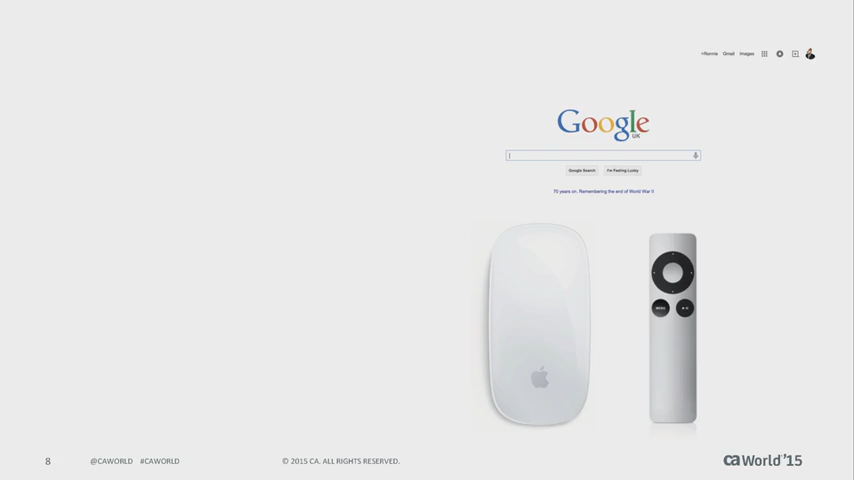 +Ronnie Gmail Images
Google
UK
Google Search I'm Feeling Lucky
70 years on. Remembering the end of World War II
MENU
8 @CAWORLD #CAWORLD © 2015 CA. ALL RIGHTS RESERVED. ca World '15